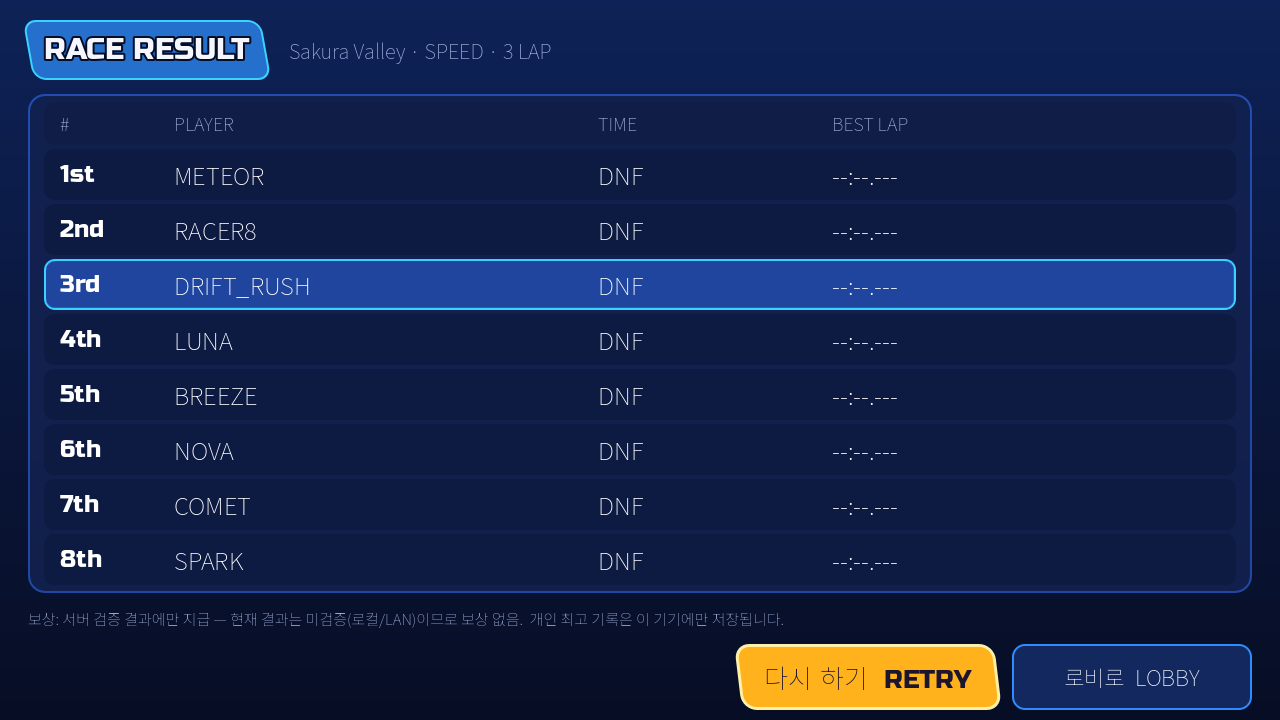 RACE RESULT
Sakura Valley · SPEED · 3 LAP
# PLAYER TIME BEST LAP
1st METEOR DNF --:--.---
2nd RACER8 DNF --:--.---
3rd DRIFT_RUSH DNF --:--.---
4th LUNA DNF --:--.---
5th BREEZE DNF --:--.---
6th NOVA DNF --:--.---
7th COMET DNF --:--.---
8th SPARK DNF --:--.---
보상: 서버 검증 결과에만 지급 — 현재 결과는 미검증(로컬/LAN)이므로 보상 없음. 개인 최고 기록은 이 기기에만 저장됩니다.
다시 하기 RETRY
로비로 LOBBY